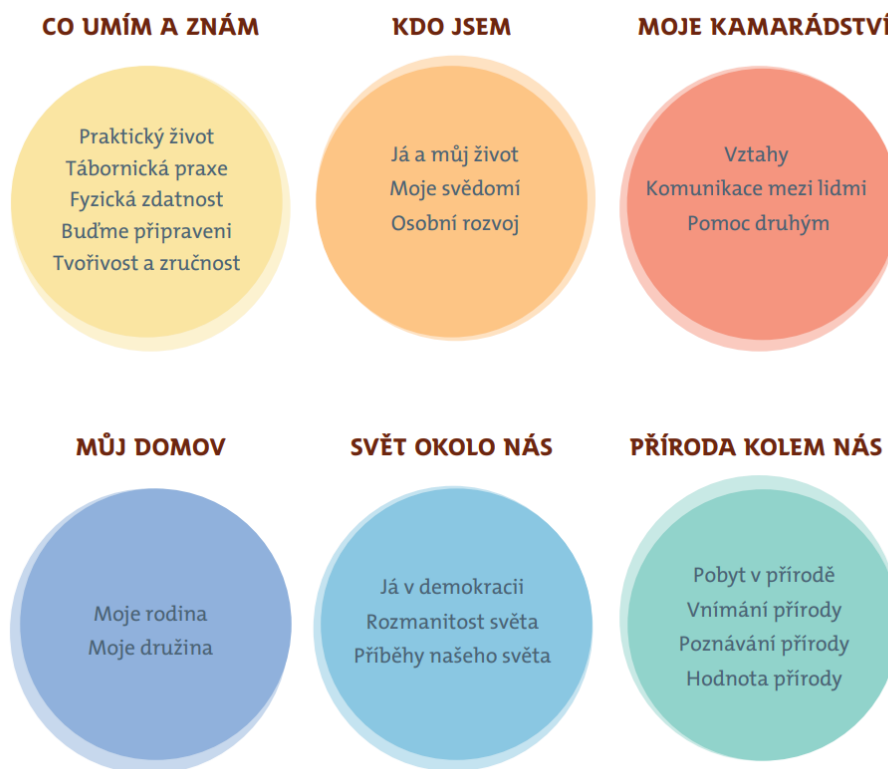 CO UMÍM A ZNÁM
Praktický život
Tábornická praxe
Fyzická zdatnost
Buďme připraveni
Tvořivost a zručnost
KDO JSEM
Já a můj život
Moje svědomí
Osobní rozvoj
MOJE KAMARÁDSTVÍ
Vztahy
Komunikace mezi lidmi
Pomoc druhým
MŮJ DOMOV
Moje rodina
Moje družina
SVĚT OKOLO NÁS
Já v demokracii
Rozmanitost světa
Příběhy našeho světa
PŘÍRODA KOLEM NÁS
Pobyt v přírodě
Vnímání přírody
Poznávání přírody
Hodnota přírody